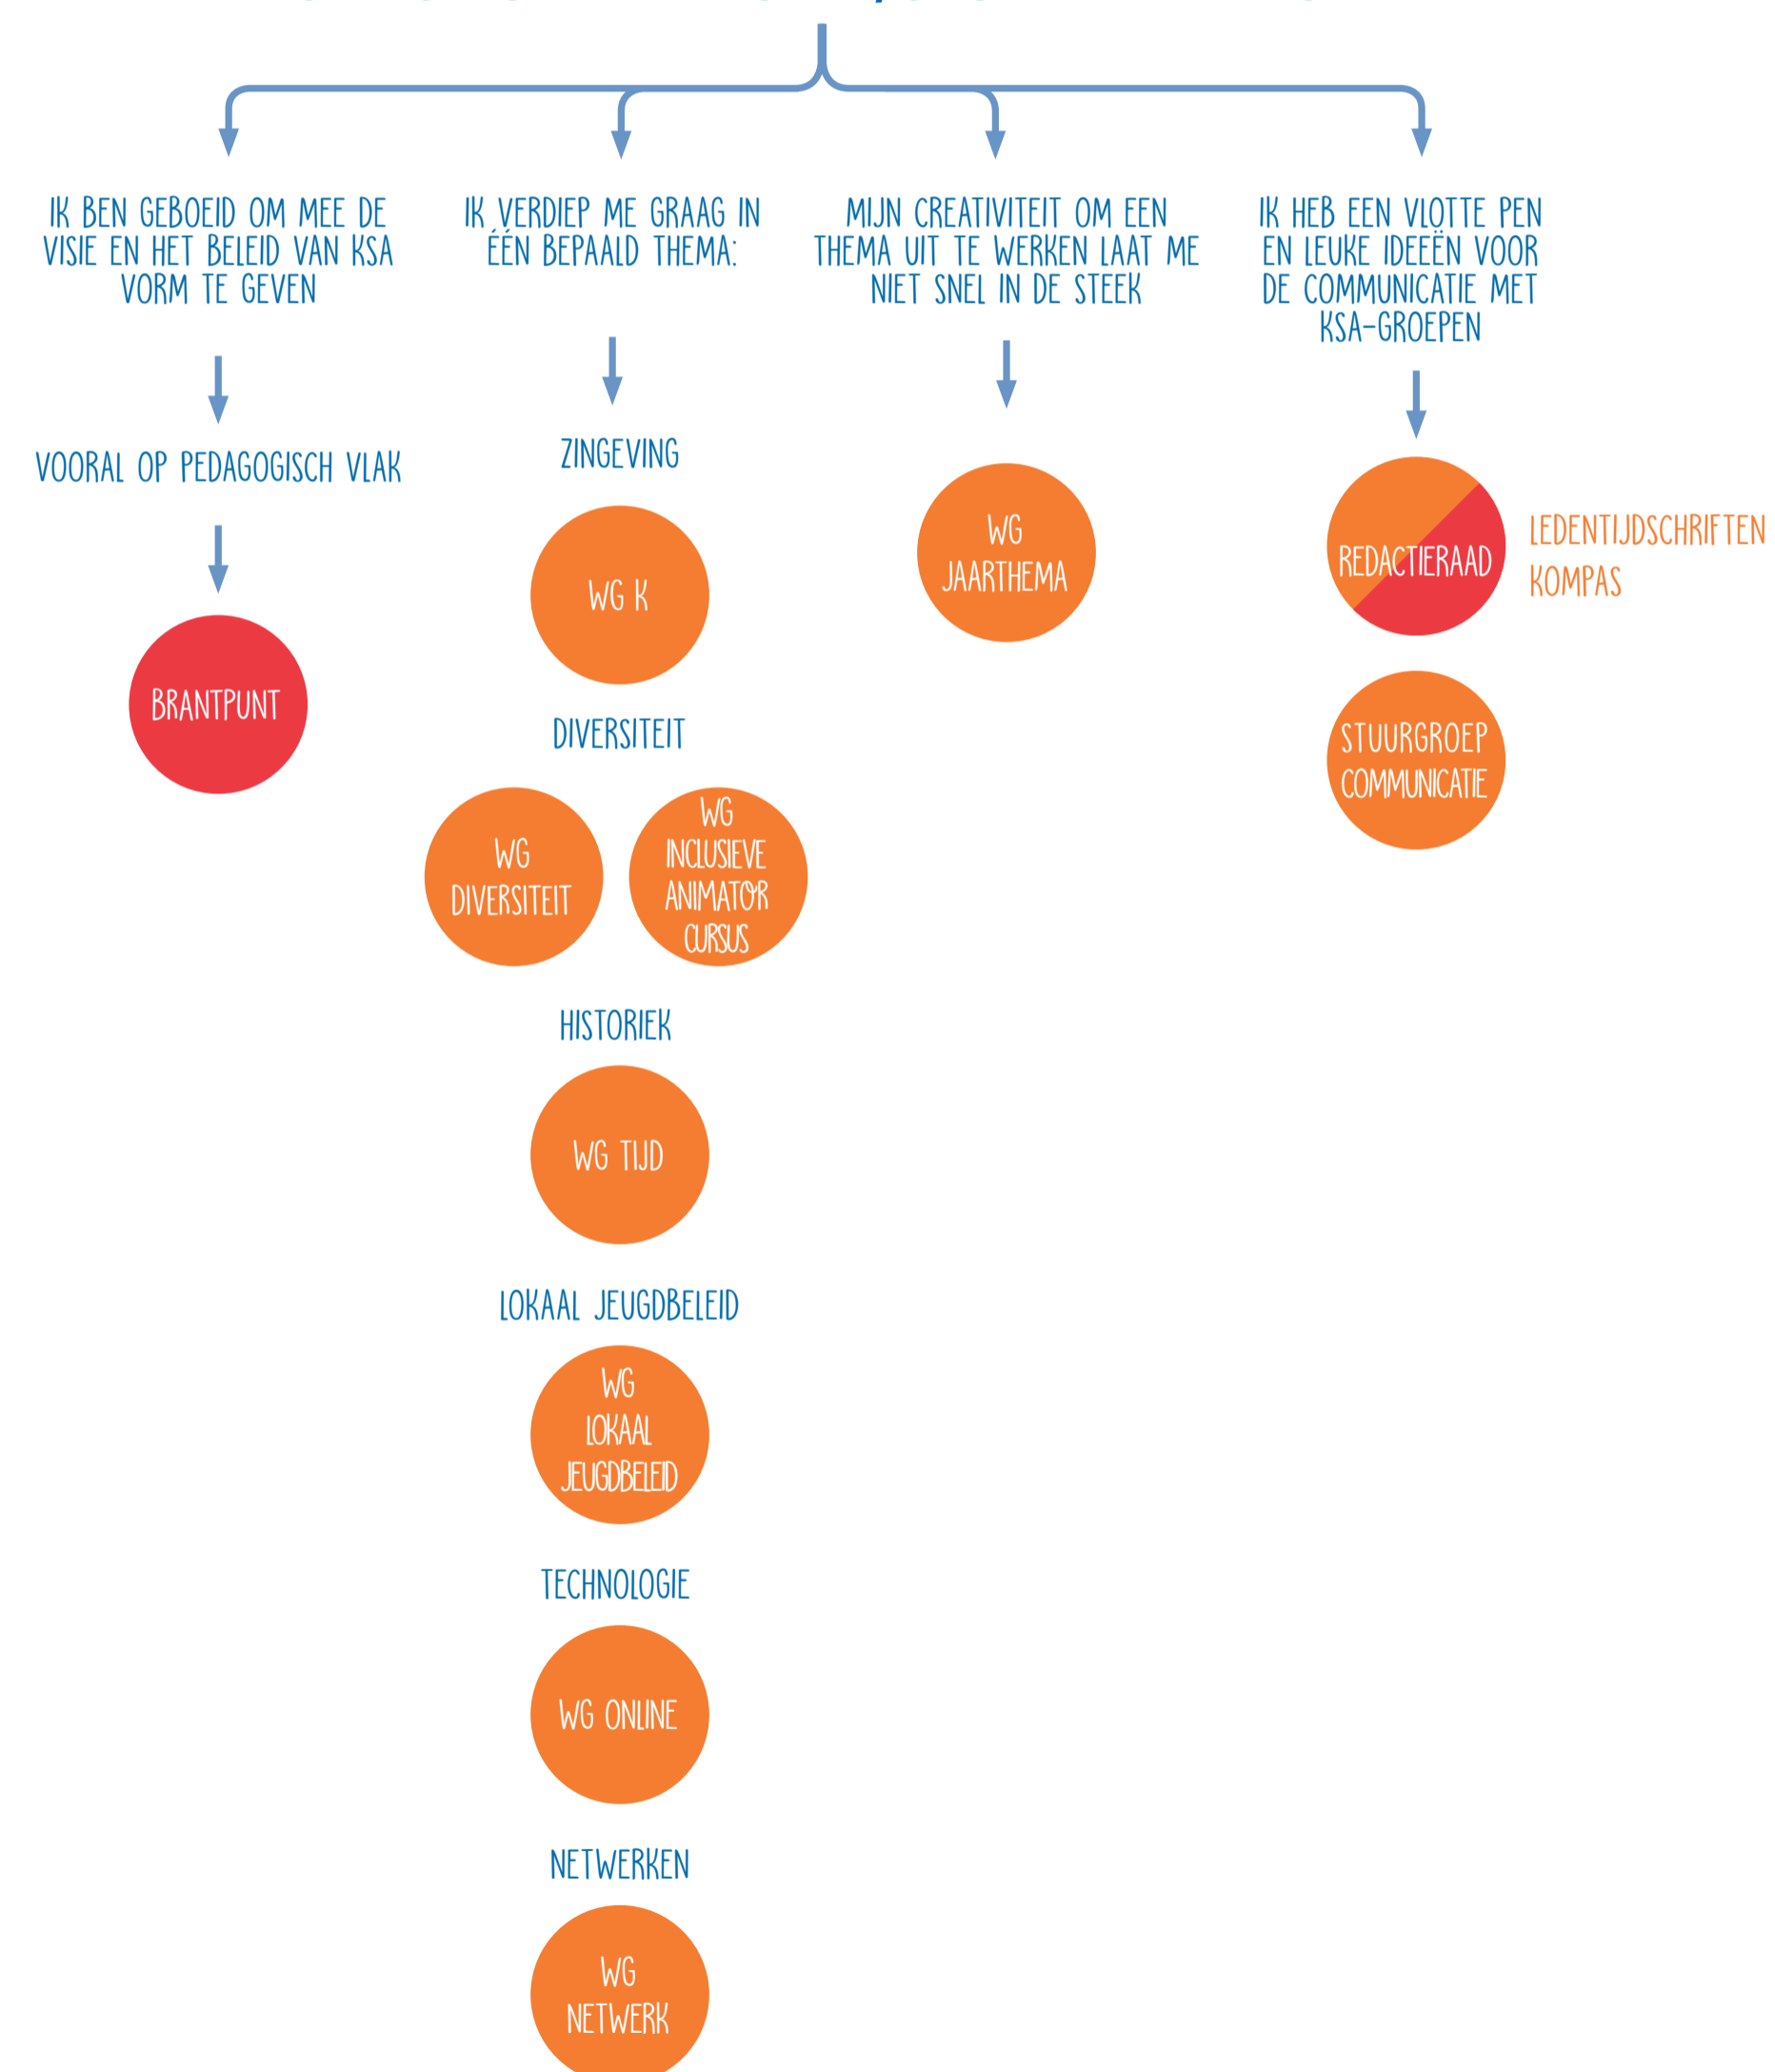 IK BEN GEBOEID OM MEE DE
VISIE EN HET BELEID VAN KSA
VORM TE GEVEN
VOORAL OP PEDAGOGISCH VLAK
BRANTPUNT
IK VERDIEP ME GRAAG IN
ÉÉN BEPAALD THEMA:
ZINGEVING
WG K
DIVERSITEIT
WG
DIVERSITEIT
WG
INCLUSIEVE
ANIMATOR
CURSUS
HISTORIEK
WG TIJD
LOKAAL JEUGDBELEID
WG
LOKAAL
JEUGDBELEID
TECHNOLOGIE
WG ONLINE
NETWERKEN
WG
NETWERK
MIJN CREATIVITEIT OM EEN
THEMA UIT TE WERKEN LAAT ME
NIET SNEL IN DE STEEK
WG
JAARTHEMA
IK HEB EEN VLOTTE PEN
EN LEUKE IDEEËN VOOR
DE COMMUNICATIE MET
KSA-GROEPEN
REDACTIERAAD
LEDENTIJDSCHRIFTEN
KOMPAS
STUURGROEP
COMMUNICATIE